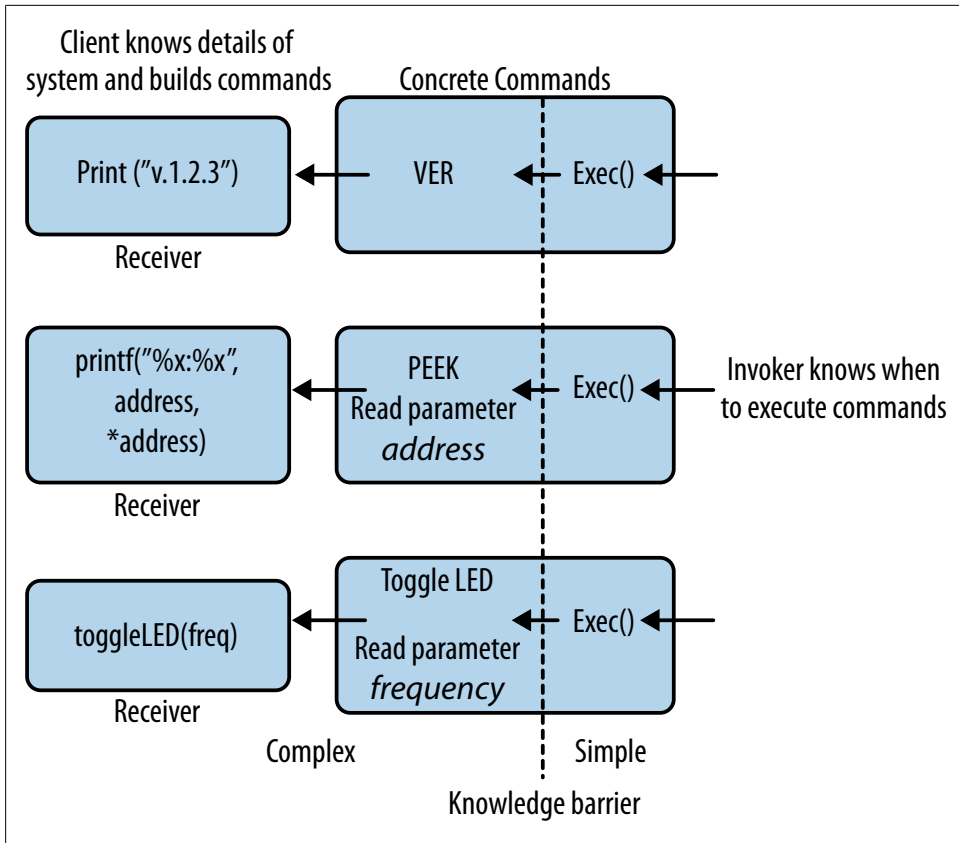 Client knows details of
system and builds commands
Concrete Commands
Print (”v.1.2.3”)
VER
Exec()
Receiver
printf(”%x:%x”,
address,
*address)
PEEK
Read parameter
address
Exec()
Invoker knows when
to execute commands
Receiver
toggleLED(freq)
Toggle LED
Read parameter
frequency
Exec()
Receiver
Complex
Simple
Knowledge barrier